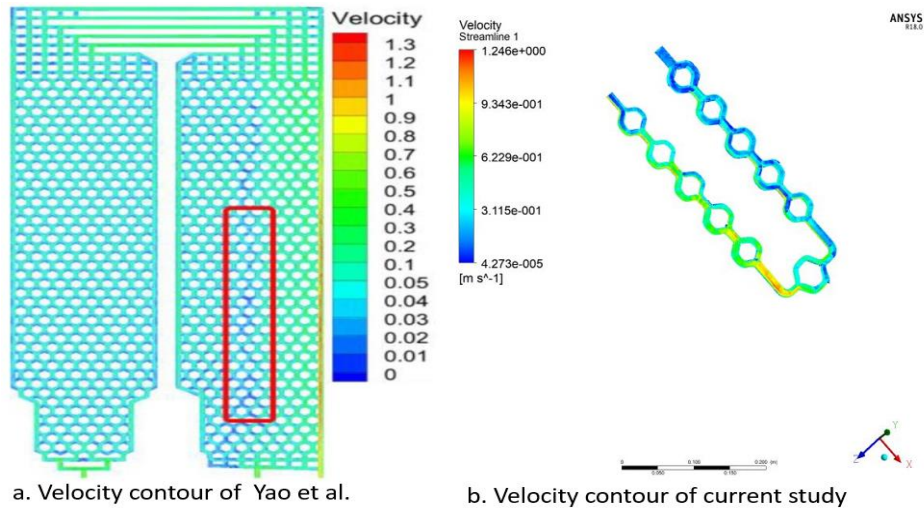 Velocity
1.3
1.2
1.1
1
0.9
0.8
0.7
0.6
0.5
0.4
0.3
0.2
0.1
0.05
0.04
0.03
0.02
0.01
0
a. Velocity contour of Yao et al.
Velocity
Streamline 1
1.246e+000
9.343e-001
6.229e-001
3.115e-001
4.273e-005
[m s^-1]
ANSYS
R18.0
0
0.050
0.100
0.150
0.200 (m)
Y
Z
X
b. Velocity contour of current study